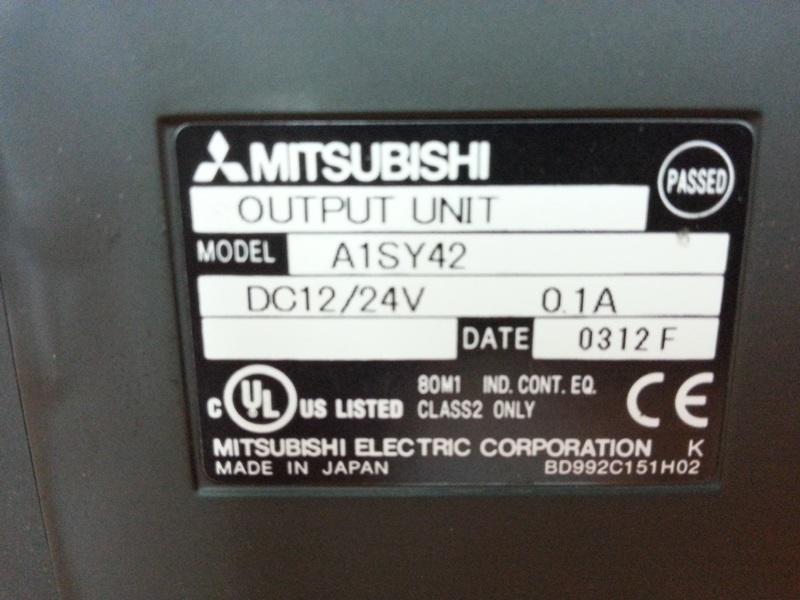 MITSUBISHI
PASSED
OUTPUT UNIT
MODEL A1SY42
DC12/24V 0.1A
DATE 0312 F
C UL US LISTED 80M1 IND. CONT. EQ.
CLASS2 ONLY
CE
MITSUBISHI ELECTRIC CORPORATION K
MADE IN JAPAN BD992C151H02